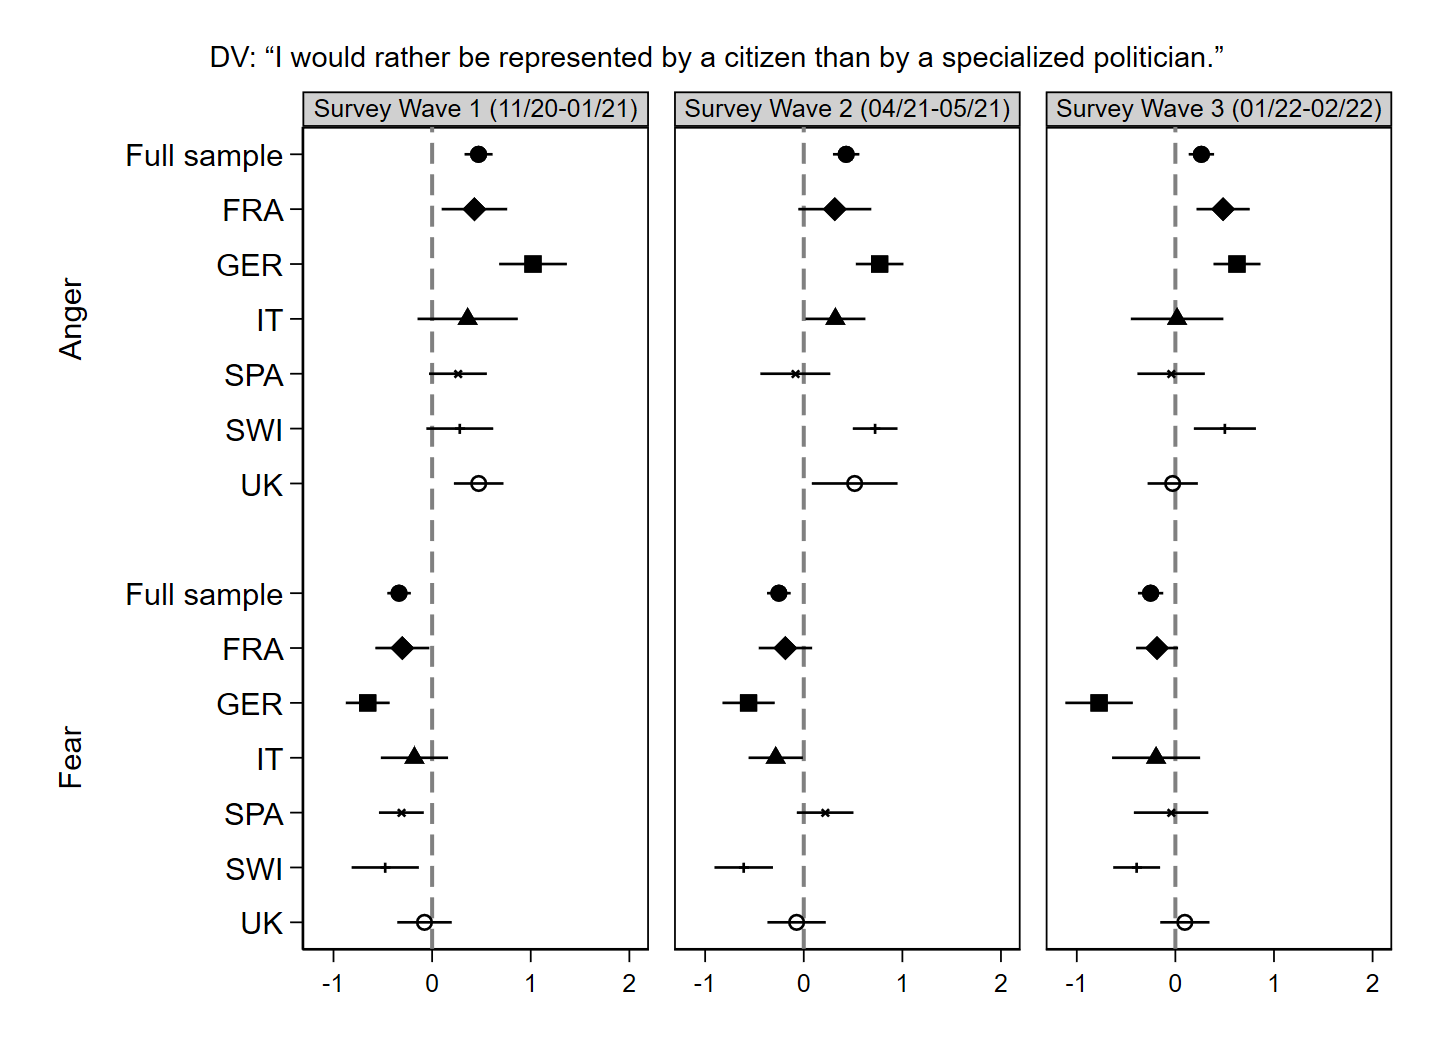 DV: “I would rather be represented by a citizen than by a specialized politician.”
Survey Wave 1 (11/20-01/21)
Survey Wave 2 (04/21-05/21)
Survey Wave 3 (01/22-02/22)
Anger
Full sample
FRA
GER
IT
SPA
SWI
UK
Fear
Full sample
FRA
GER
IT
SPA
SWI
UK
-1 0 1 2
-1 0 1 2
-1 0 1 2